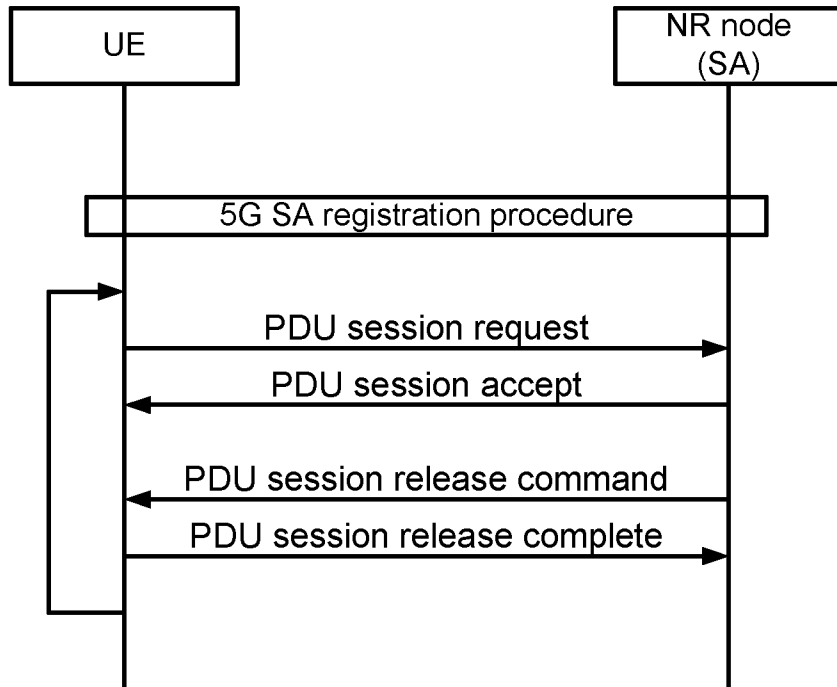 UE
NR node
(SA)
5G SA registration procedure
PDU session request
PDU session accept
PDU session release command
PDU session release complete